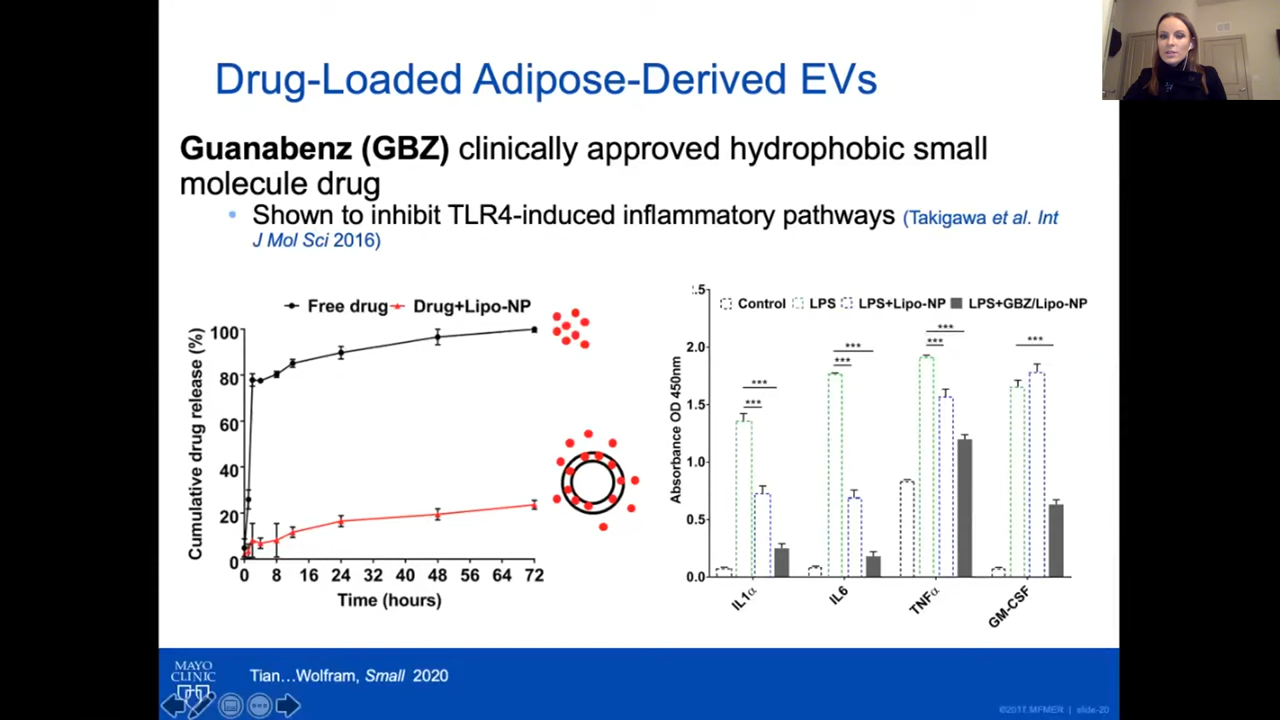 Drug-Loaded Adipose-Derived EVs
Guanabenz (GBZ) clinically approved hydrophobic small
molecule drug
• Shown to inhibit TLR4-induced inflammatory pathways (Takigawa et al. Int
J Mol Sci 2016)
Free drug Drug+Lipo-NP
Cumulative drug release (%)
100
80
60
40
20
0
0 8 16 24 32 40 48 56 64 72
Time (hours)
Control LPS LPS+Lipo-NP LPS+GBZ/Lipo-NP
Absorbance OD 450nm
.5
2.0
1.5
1.0
0.5
0.0
*** *** *** *** *** *** ***
IL1α IL6 TNFα GM-CSF
MAYO
CLINIC
Tian…Wolfram, Small 2020
©2017 MFMER | slide-20